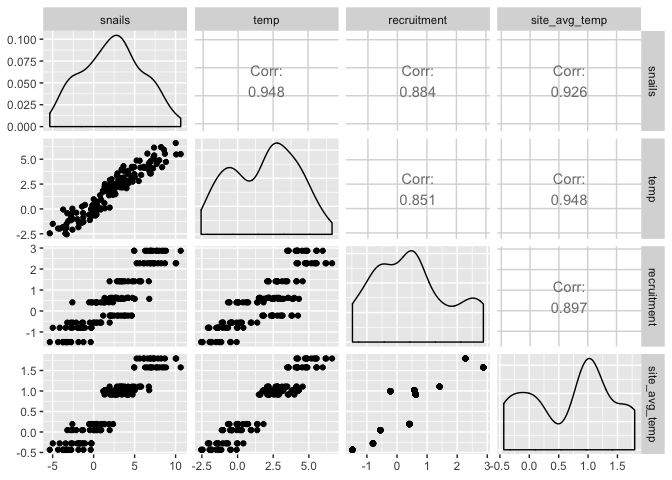 snails temp recruitment site_avg_temp
0.100
0.075
0.050
0.025
0.000
Corr:
0.948
Corr:
0.884
Corr:
0.926
snails
5.0
2.5
0.0
-2.5
Corr:
0.851
Corr:
0.948
temp
3
2
1
0
-1
Corr:
0.897
recruitment
1.5
1.0
0.5
0.0
-0.5
site_avg_temp
-5 0 5 10
-2.5 0.0 2.5 5.0
-1 0 1 2 3
-0.5 0.0 0.5 1.0 1.5